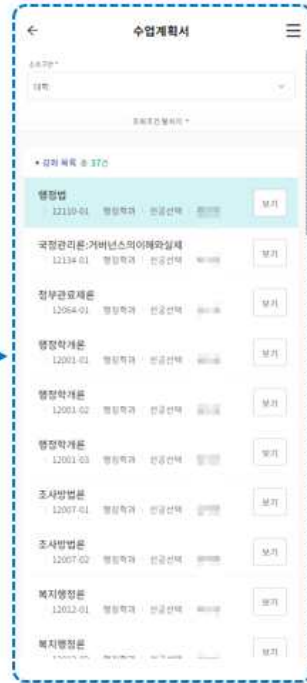 수업계획서
소속구분*
대학
• 강좌 목록 총 37건
행정법
12110-01 행정학과 전공선택
보기
국정관리론:거버넌스의이해와실제
12134-01 행정학과 전공선택
보기
정부관료제론
12064-01 행정학과 전공선택
보기
행정학개론
12001-01 행정학과 전공선택
보기
행정학개론
12001-02 행정학과 전공선택
보기
행정학개론
12001-03 행정학과 전공선택
보기
조사방법론
12007-01 행정학과 전공선택
보기
조사방법론
12007-02 행정학과 전공선택
보기
복지행정론
12012-01 행정학과 전공선택
보기
복지행정론
보기